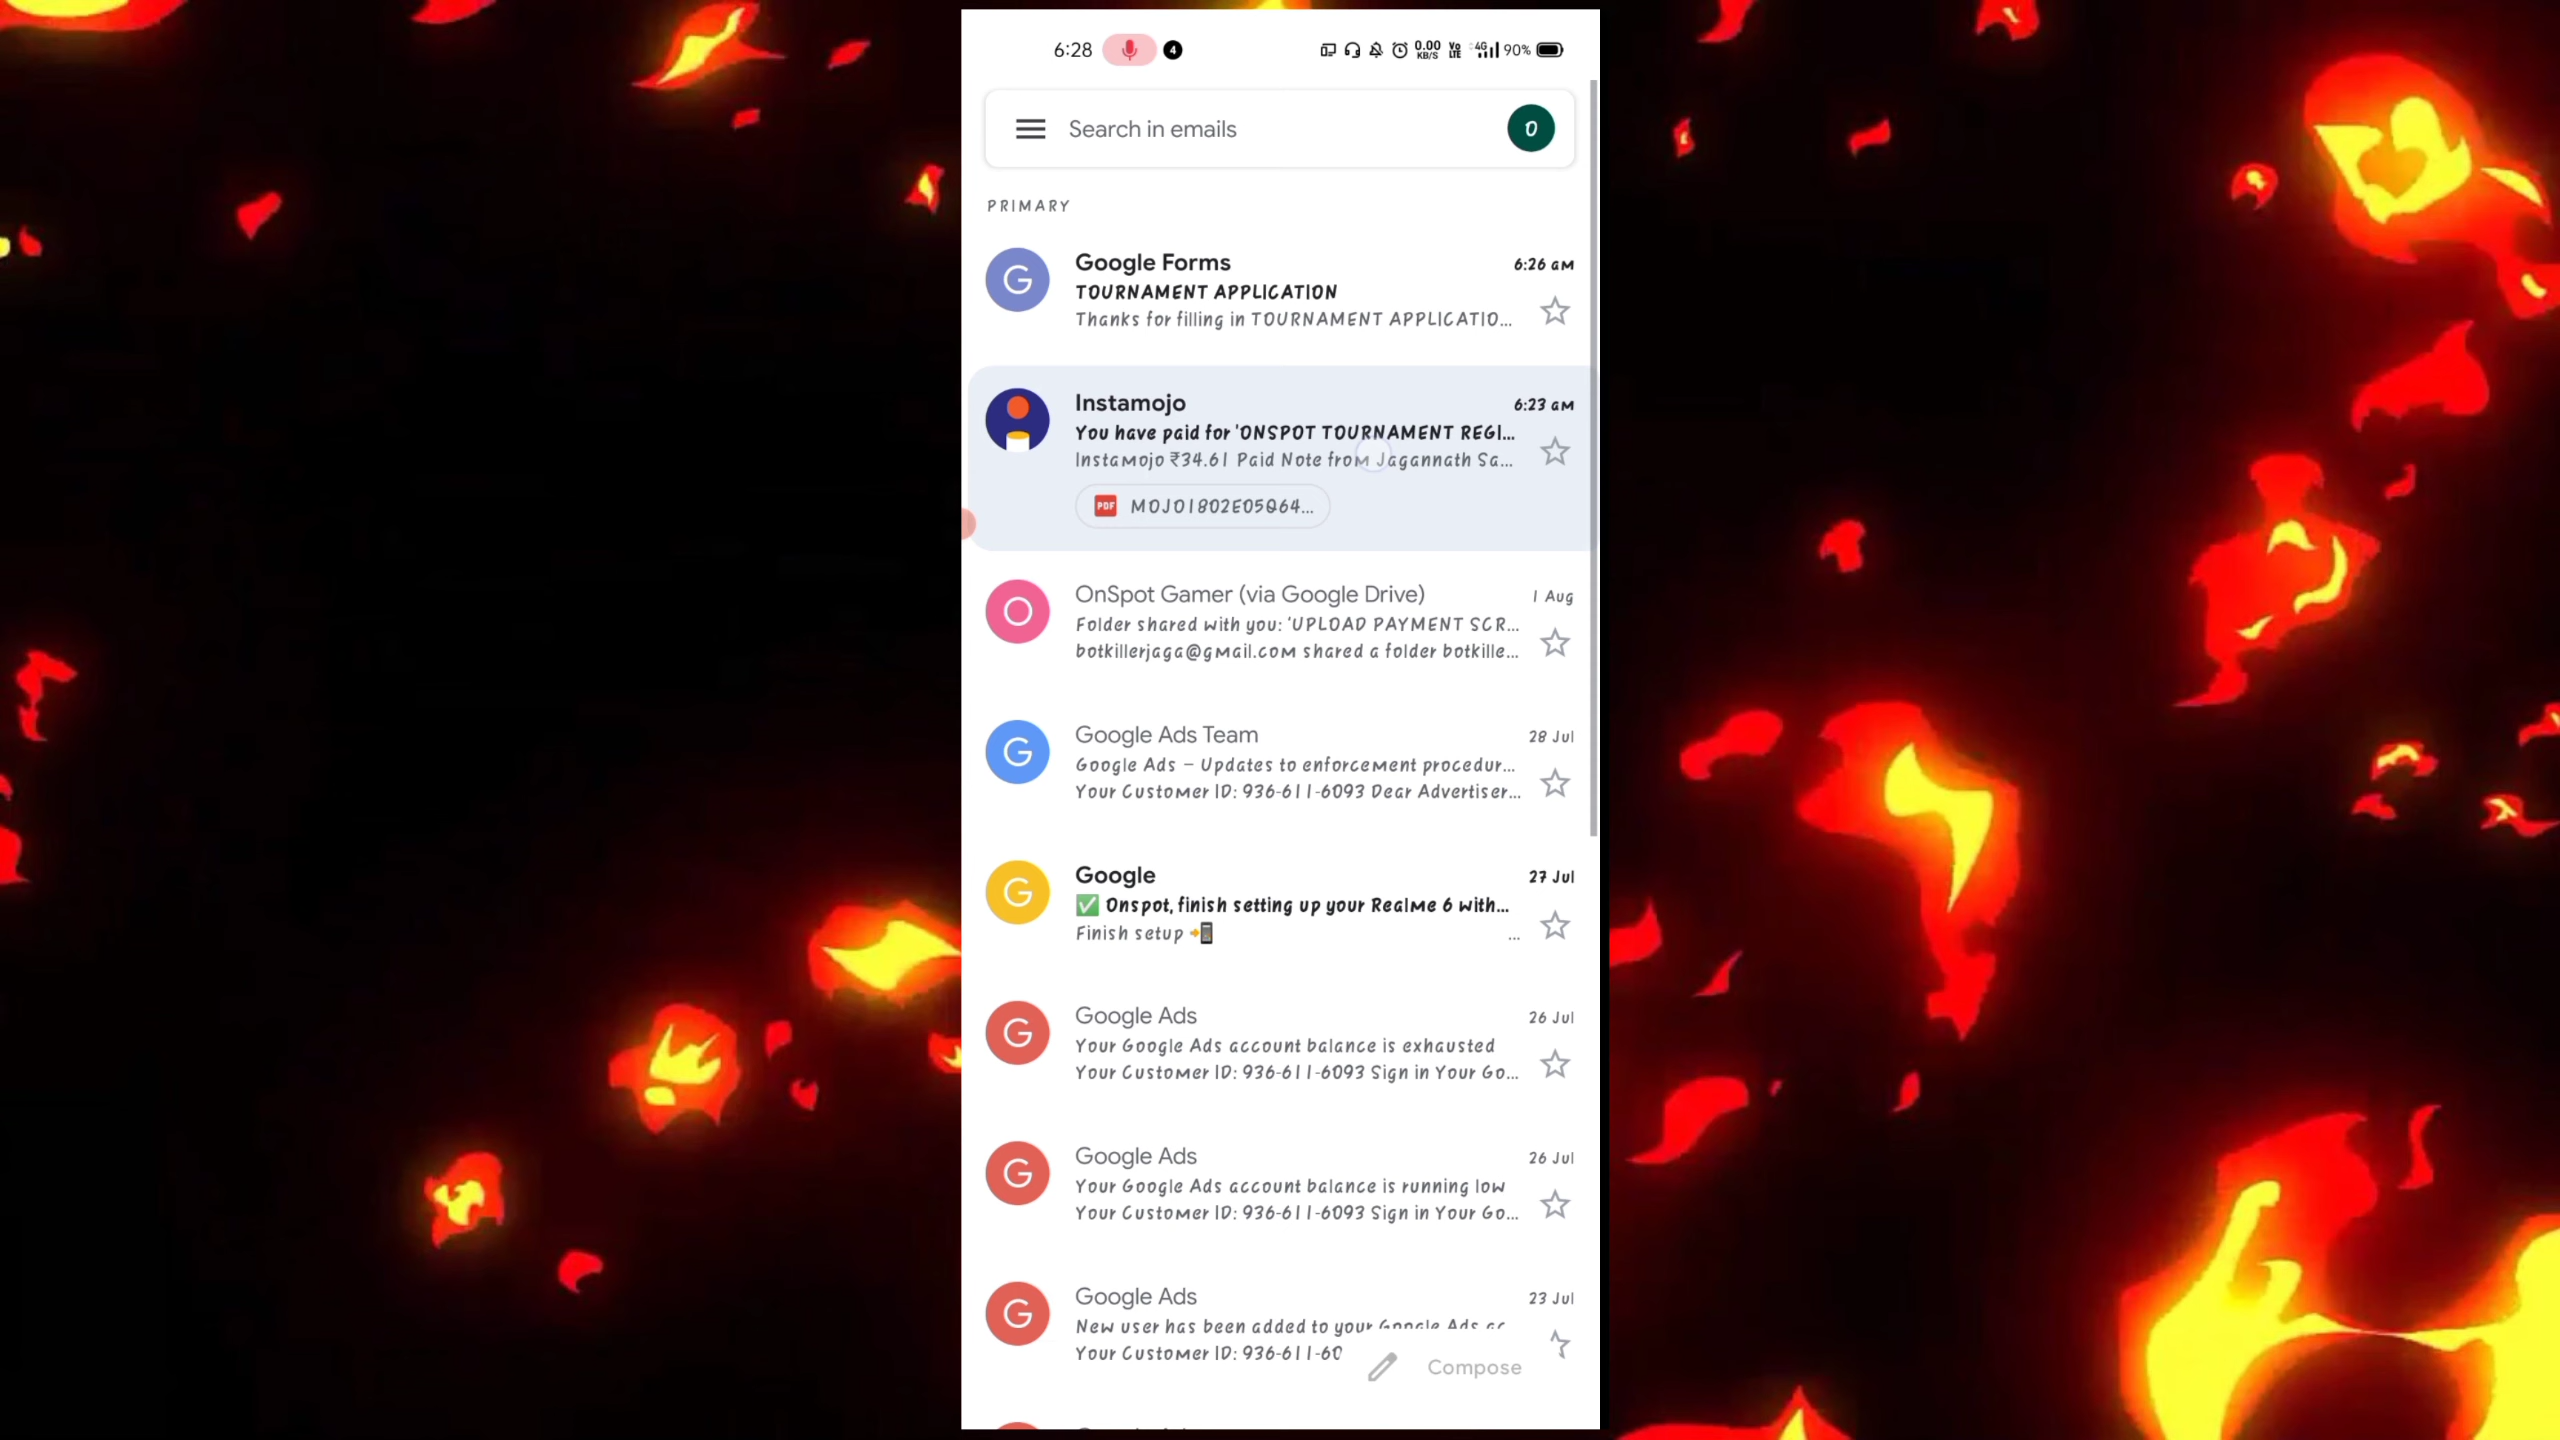 6:28 4 0.00 KB/S Vo LTE 4G 90%
Search in emails O
PRIMARY
G Google Forms 6:26 am
TOURNAMENT APPLICATION
Thanks for filling in TOURNAMENT APPLICATIO...
Instamojo 6:23 am
You have paid for 'ONSPOT TOURNAMENT REGI...
Instamojo ₹34.61 Paid Note from Jagannath Sa...
PDF MOJO1802E05Q64...
O OnSpot Gamer (via Google Drive) 1 Aug
Folder shared with you: 'UPLOAD PAYMENT SCR...
botkillerjaga@gmail.com shared a folder botkille...
G Google Ads Team 28 Jul
Google Ads – Updates to enforcement procedur...
Your Customer ID: 936-611-6093 Dear Advertiser...
G Google 27 Jul
✅ Onspot, finish setting up your Realme 6 with...
Finish setup 📲 ...
G Google Ads 26 Jul
Your Google Ads account balance is exhausted
Your Customer ID: 936-611-6093 Sign in Your Go...
G Google Ads 26 Jul
Your Google Ads account balance is running low
Your Customer ID: 936-611-6093 Sign in Your Go...
G Google Ads 23 Jul
New user has been added to your Google Ads ac
Your Customer ID: 936-611-60
Compose